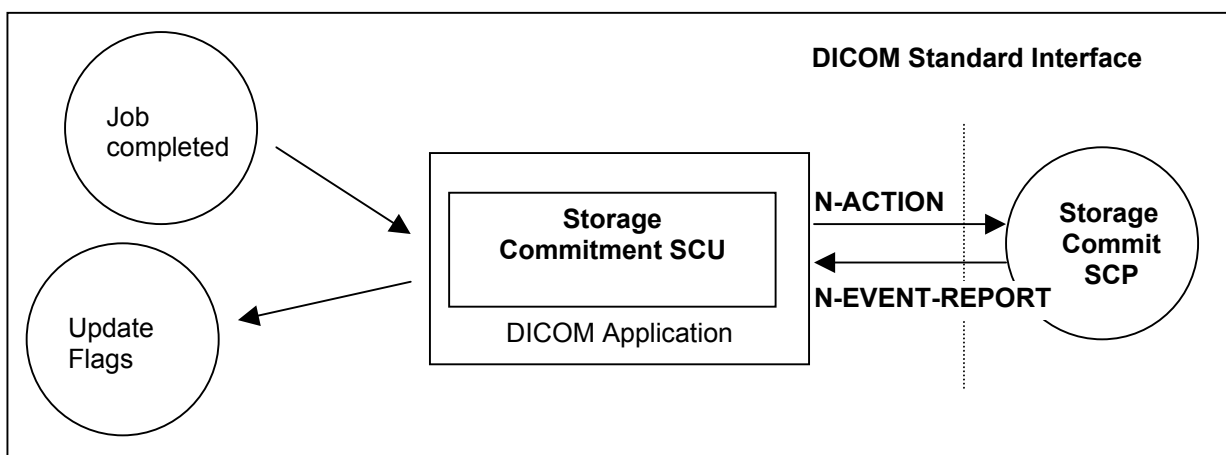 DICOM Standard Interface
Job
completed
Storage
Commitment SCU
DICOM Application
N-ACTION
N-EVENT-REPORT
Storage
Commit
SCP
Update
Flags